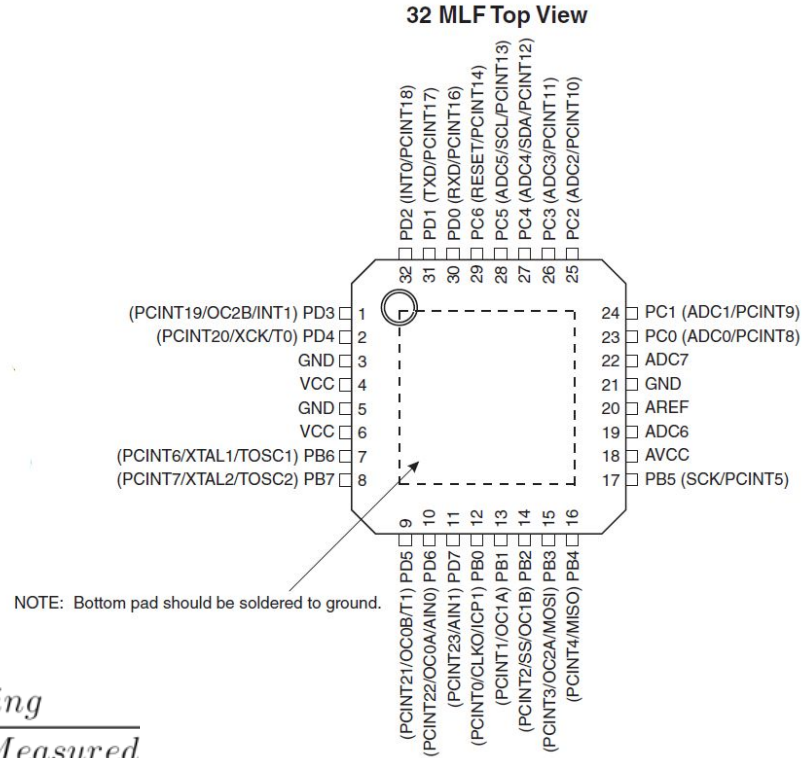 32 MLF Top View
PD2 (INT0/PCINT18)
PD1 (TXD/PCINT17)
PD0 (RXD/PCINT16)
PC6 (RESET/PCINT14)
PC5 (ADC5/SCL/PCINT13)
PC4 (ADC4/SDA/PCINT12)
PC3 (ADC3/PCINT11)
PC2 (ADC2/PCINT10)
32 31 30 29 28 27 26 25
(PCINT19/OC2B/INT1) PD3 1
(PCINT20/XCK/T0) PD4 2
GND 3
VCC 4
GND 5
VCC 6
(PCINT6/XTAL1/TOSC1) PB6 7
(PCINT7/XTAL2/TOSC2) PB7 8
24 PC1 (ADC1/PCINT9)
23 PC0 (ADC0/PCINT8)
22 ADC7
21 GND
20 AREF
19 ADC6
18 AVCC
17 PB5 (SCK/PCINT5)
9 10 11 12 13 14 15 16
(PCINT21/OC0B/T1) PD5
(PCINT22/OC0A/AIN0) PD6
(PCINT23/AIN1) PD7
(PCINT0/CLKO/ICP1) PB0
(PCINT1/OC1A) PB1
(PCINT2/SS/OC1B) PB2
(PCINT3/OC2A/MOSI) PB3
(PCINT4/MISO) PB4
NOTE: Bottom pad should be soldered to ground.
ing
Measured